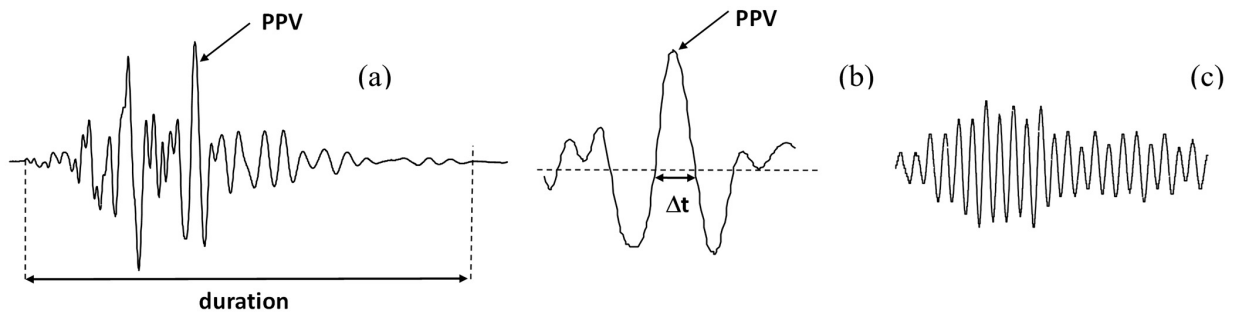 PPV
(a)
duration
PPV
(b)
Δt
(c)